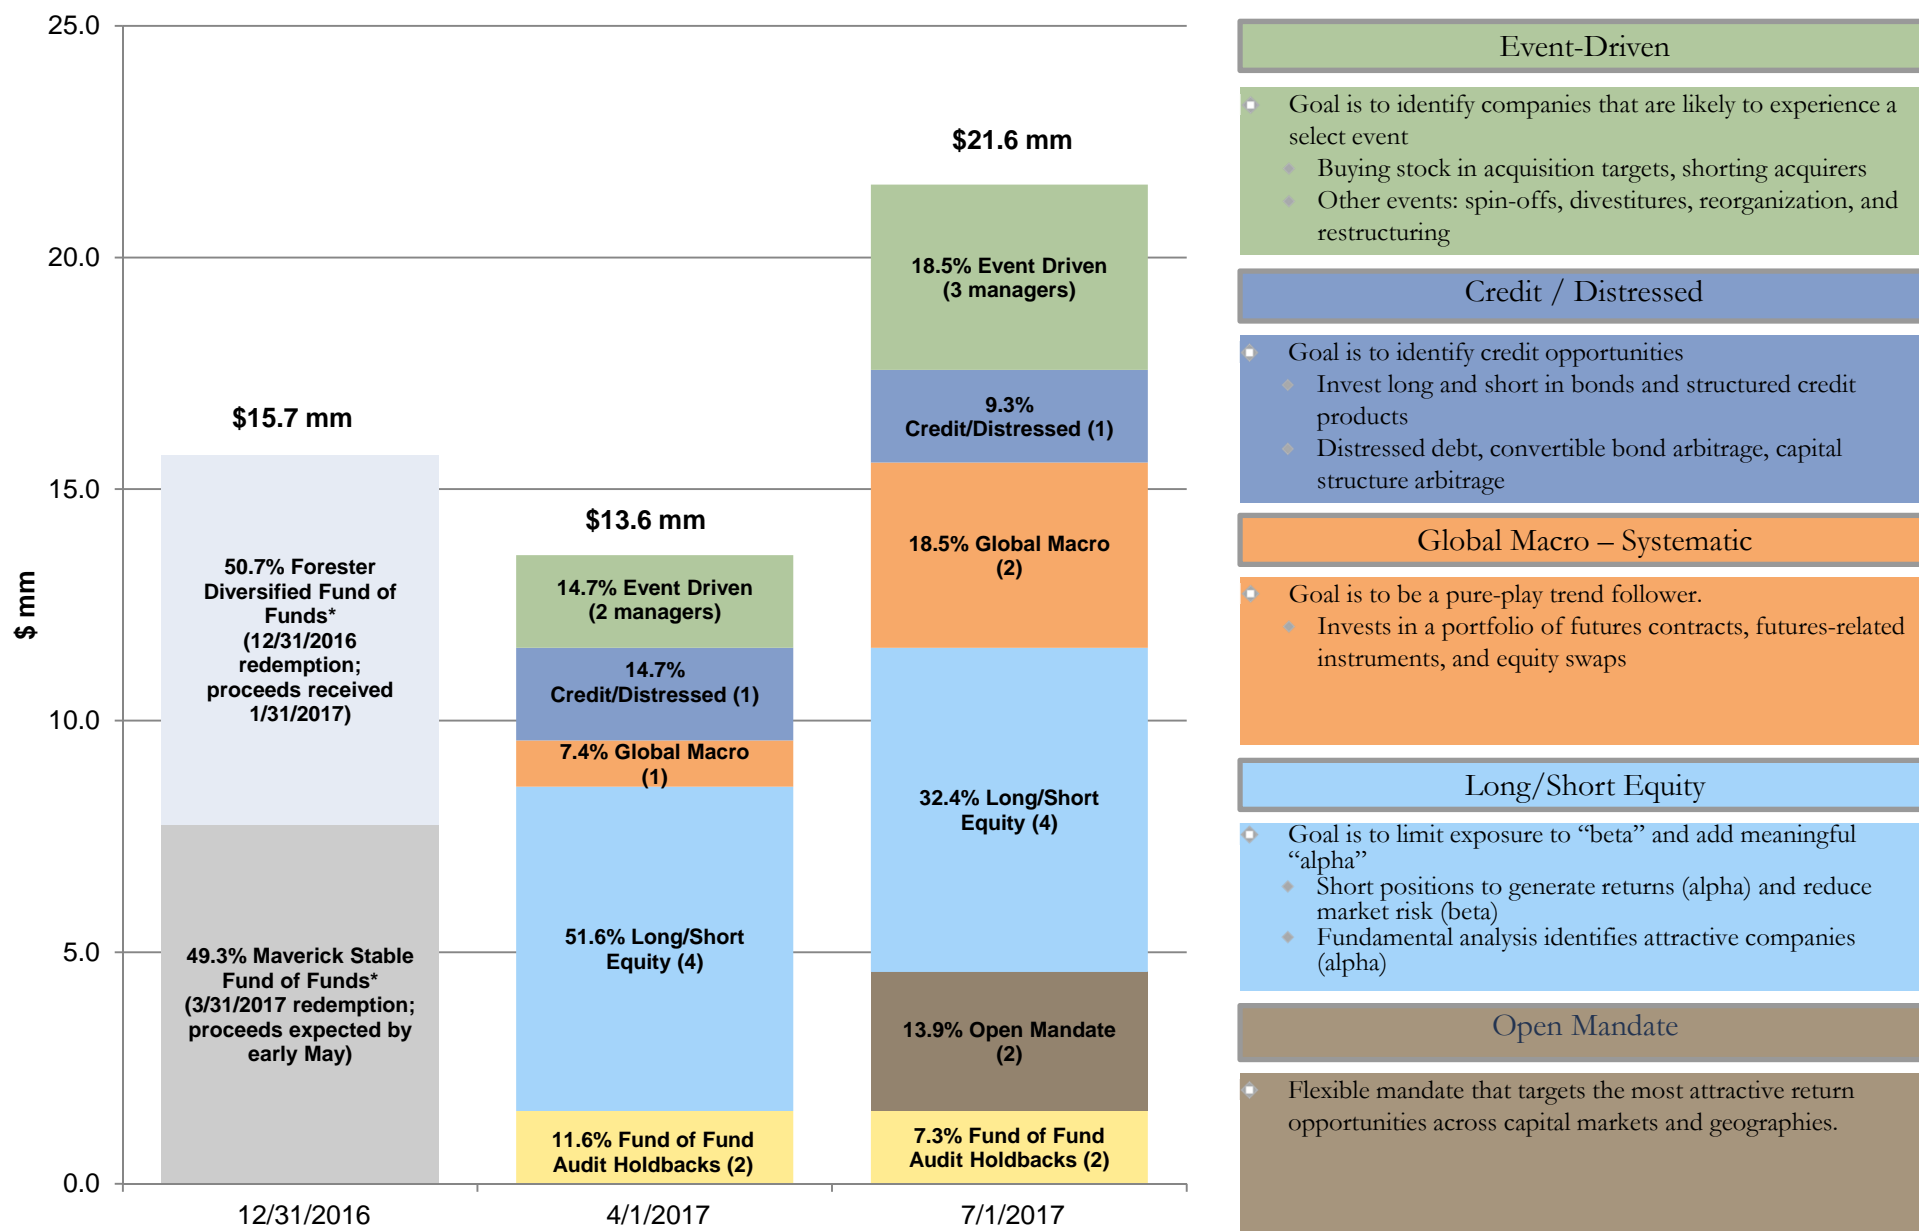 25.0
20.0
15.0
10.0
5.0
0.0
$ mm
$15.7 mm
50.7% Forester
Diversified Fund of
Funds*
(12/31/2016
redemption;
proceeds received
1/31/2017)
49.3% Maverick Stable
Fund of Funds*
(3/31/2017 redemption;
proceeds expected by
early May)
12/31/2016
$13.6 mm
14.7% Event Driven
(2 managers)
14.7%
Credit/Distressed (1)
7.4% Global Macro
(1)
51.6% Long/Short
Equity (4)
11.6% Fund of Fund
Audit Holdbacks (2)
4/1/2017
$21.6 mm
18.5% Event Driven
(3 managers)
9.3%
Credit/Distressed (1)
18.5% Global Macro
(2)
32.4% Long/Short
Equity (4)
13.9% Open Mandate
(2)
7.3% Fund of Fund
Audit Holdbacks (2)
7/1/2017
Event-Driven
Goal is to identify companies that are likely to experience a
select event
Buying stock in acquisition targets, shorting acquirers
Other events: spin-offs, divestitures, reorganization, and
restructuring
Credit / Distressed
Goal is to identify credit opportunities
Invest long and short in bonds and structured credit
products
Distressed debt, convertible bond arbitrage, capital
structure arbitrage
Global Macro – Systematic
Goal is to be a pure-play trend follower.
Invests in a portfolio of futures contracts, futures-related
instruments, and equity swaps
Long/Short Equity
Goal is to limit exposure to “beta” and add meaningful
“alpha”
Short positions to generate returns (alpha) and reduce
market risk (beta)
Fundamental analysis identifies attractive companies
(alpha)
Open Mandate
Flexible mandate that targets the most attractive return
opportunities across capital markets and geographies.